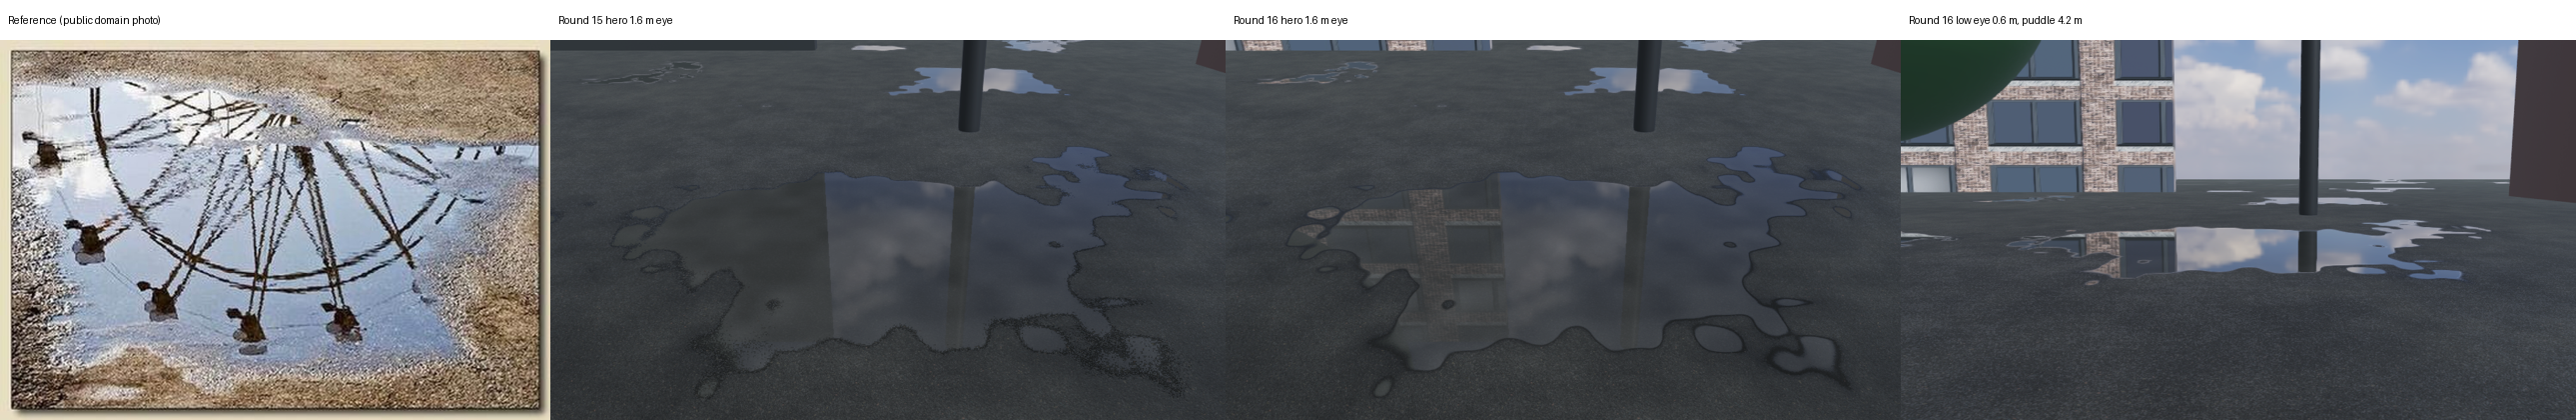 Reference (public domain photo)
Round 15 hero 1.6 m eye
Round 16 hero 1.6 m eye
Round 16 low eye 0.6 m, puddle 4.2 m